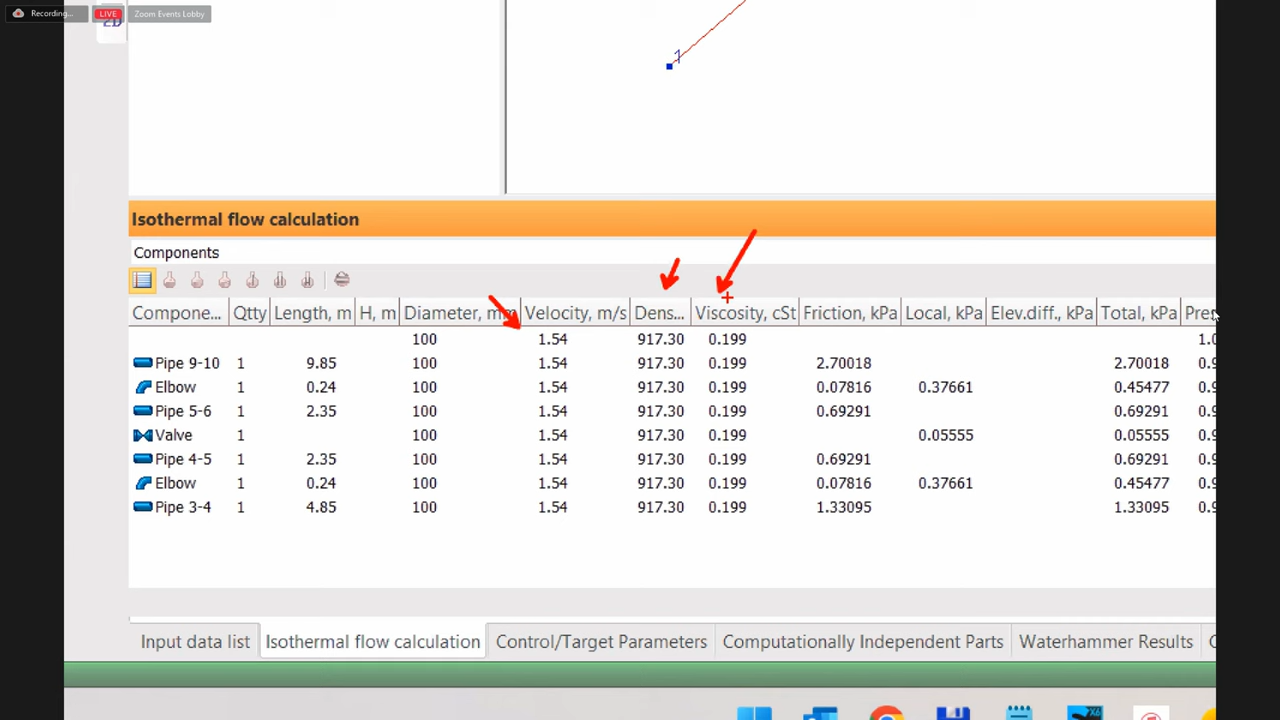 Recording...
LIVE
Zoom Events Lobby
2D
1
Isothermal flow calculation
Components
Compone... Qtty Length, m H, m Diameter, mm Velocity, m/s Dens... Viscosity, cSt Friction, kPa Local, kPa Elev.diff., kPa Total, kPa
100 1.54 917.30 0.199
Pipe 9-10 1 9.85 100 1.54 917.30 0.199 2.70018 2.70018
Elbow 1 0.24 100 1.54 917.30 0.199 0.07816 0.37661 0.45477
Pipe 5-6 1 2.35 100 1.54 917.30 0.199 0.69291 0.69291
Valve 1 100 1.54 917.30 0.199 0.05555 0.05555
Pipe 4-5 1 2.35 100 1.54 917.30 0.199 0.69291 0.69291
Elbow 1 0.24 100 1.54 917.30 0.199 0.07816 0.37661 0.45477
Pipe 3-4 1 4.85 100 1.54 917.30 0.199 1.33095 1.33095
Input data list Isothermal flow calculation Control/Target Parameters Computationally Independent Parts Waterhammer Results